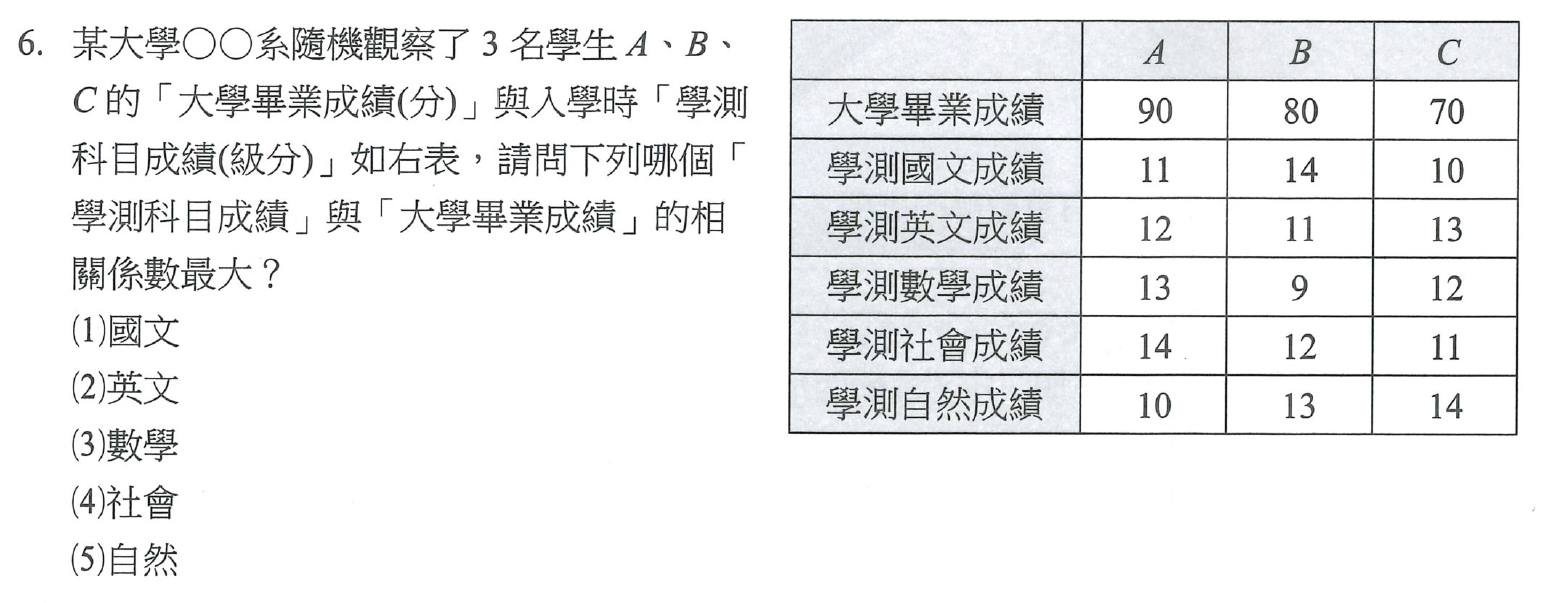 6. 某大學○○系隨機觀察了 3 名學生 A、B、
C 的「大學畢業成績(分)」與入學時「學測
科目成績(級分)」如右表，請問下列哪個「
學測科目成績」與「大學畢業成績」的相
關係數最大？
(1)國文
(2)英文
(3)數學
(4)社會
(5)自然
A B C
大學畢業成績 90 80 70
學測國文成績 11 14 10
學測英文成績 12 11 13
學測數學成績 13 9 12
學測社會成績 14 12 11
學測自然成績 10 13 14